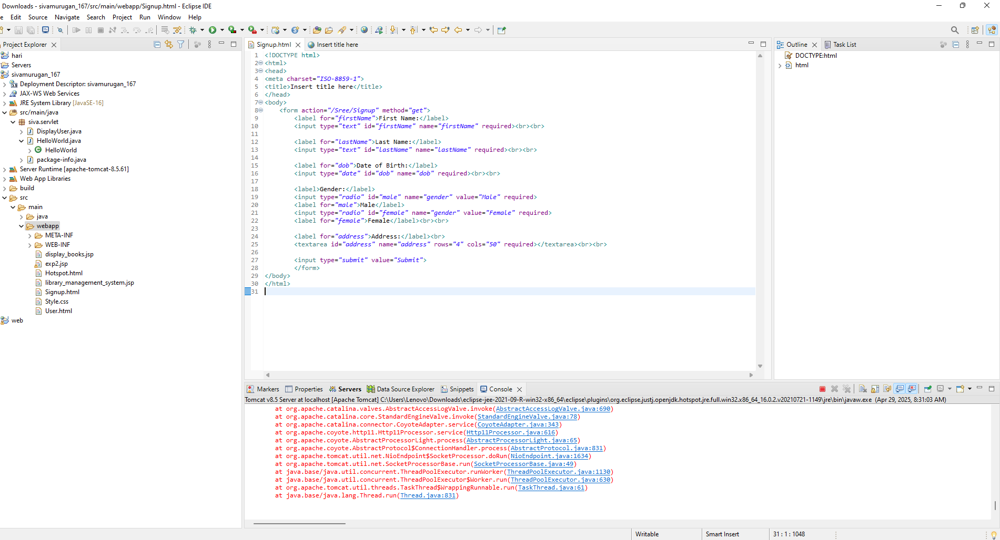 Downloads - sivamurugan_167/src/main/webapp/Signup.html - Eclipse IDE
e Edit Source Navigate Search Project Run Window Help
Project Explorer
hari
Servers
sivamurugan_167
Deployment Descriptor: sivamurugan_167
JAX-WS Web Services
JRE System Library [JavaSE-16]
src/main/java
siva.servlet
DisplayUser.java
HelloWorld.java
HelloWorld
package-info.java
Server Runtime [apache-tomcat-8.5.61]
Web App Libraries
build
src
main
java
webapp
META-INF
WEB-INF
display_books.jsp
exp2.jsp
Hotspot.html
library_management_system.jsp
Signup.html
Style.css
User.html
web
Signup.html Insert title here
1 <!DOCTYPE html>
2 <html>
3 <head>
4 <meta charset="ISO-8859-1">
5 <title>Insert title here</title>
6 </head>
7 <body>
8 <form action="/Sree/Signup" method="get">
9 <label for="firstName">First Name:</label>
10 <input type="text" id="firstName" name="firstName" required><br><br>
11
12 <label for="lastName">Last Name:</label>
13 <input type="text" id="lastName" name="lastName" required><br><br>
14
15 <label for="dob">Date of Birth:</label>
16 <input type="date" id="dob" name="dob" required><br><br>
17
18 <label>Gender:</label>
19 <input type="radio" id="male" name="gender" value="Male" required>
20 <label for="male">Male</label>
21 <input type="radio" id="female" name="gender" value="Female" required>
22 <label for="female">Female</label><br><br>
23
24 <label for="address">Address:</label><br>
25 <textarea id="address" name="address" rows="4" cols="50" required></textarea><br><br>
26
27 <input type="submit" value="Submit">
28 </form>
29 </body>
30 </html>
31
Outline Task List
DOCTYPE:html
html
Markers Properties Servers Data Source Explorer Snippets Console
Tomcat v8.5 Server at localhost [Apache Tomcat] C:\Users\Lenovo\Downloads\eclipse-jee-2021-09-R-win32-x86_64\eclipse\plugins\org.eclipse.justj.openjdk.hotspot.jre.full.win32.x86_64_16.0.2.v20210721-1149\jre\bin\javaw.exe (Apr 29, 2025, 8:31:03 AM)
at org.apache.catalina.valves.AbstractAccessLogValve.invoke(AbstractAccessLogValve.java:690)
at org.apache.catalina.core.StandardEngineValve.invoke(StandardEngineValve.java:78)
at org.apache.catalina.connector.CoyoteAdapter.service(CoyoteAdapter.java:343)
at org.apache.coyote.http11.Http11Processor.service(Http11Processor.java:616)
at org.apache.coyote.AbstractProcessorLight.process(AbstractProcessorLight.java:65)
at org.apache.coyote.AbstractProtocol$ConnectionHandler.process(AbstractProtocol.java:831)
at org.apache.tomcat.util.net.NioEndpoint$SocketProcessor.doRun(NioEndpoint.java:1634)
at org.apache.tomcat.util.net.SocketProcessorBase.run(SocketProcessorBase.java:49)
at java.base/java.util.concurrent.ThreadPoolExecutor.runWorker(ThreadPoolExecutor.java:1130)
at java.base/java.util.concurrent.ThreadPoolExecutor$Worker.run(ThreadPoolExecutor.java:630)
at org.apache.tomcat.util.threads.TaskThread$WrappingRunnable.run(TaskThread.java:61)
at java.base/java.lang.Thread.run(Thread.java:831)
Writable Smart Insert 31 : 1 : 1048